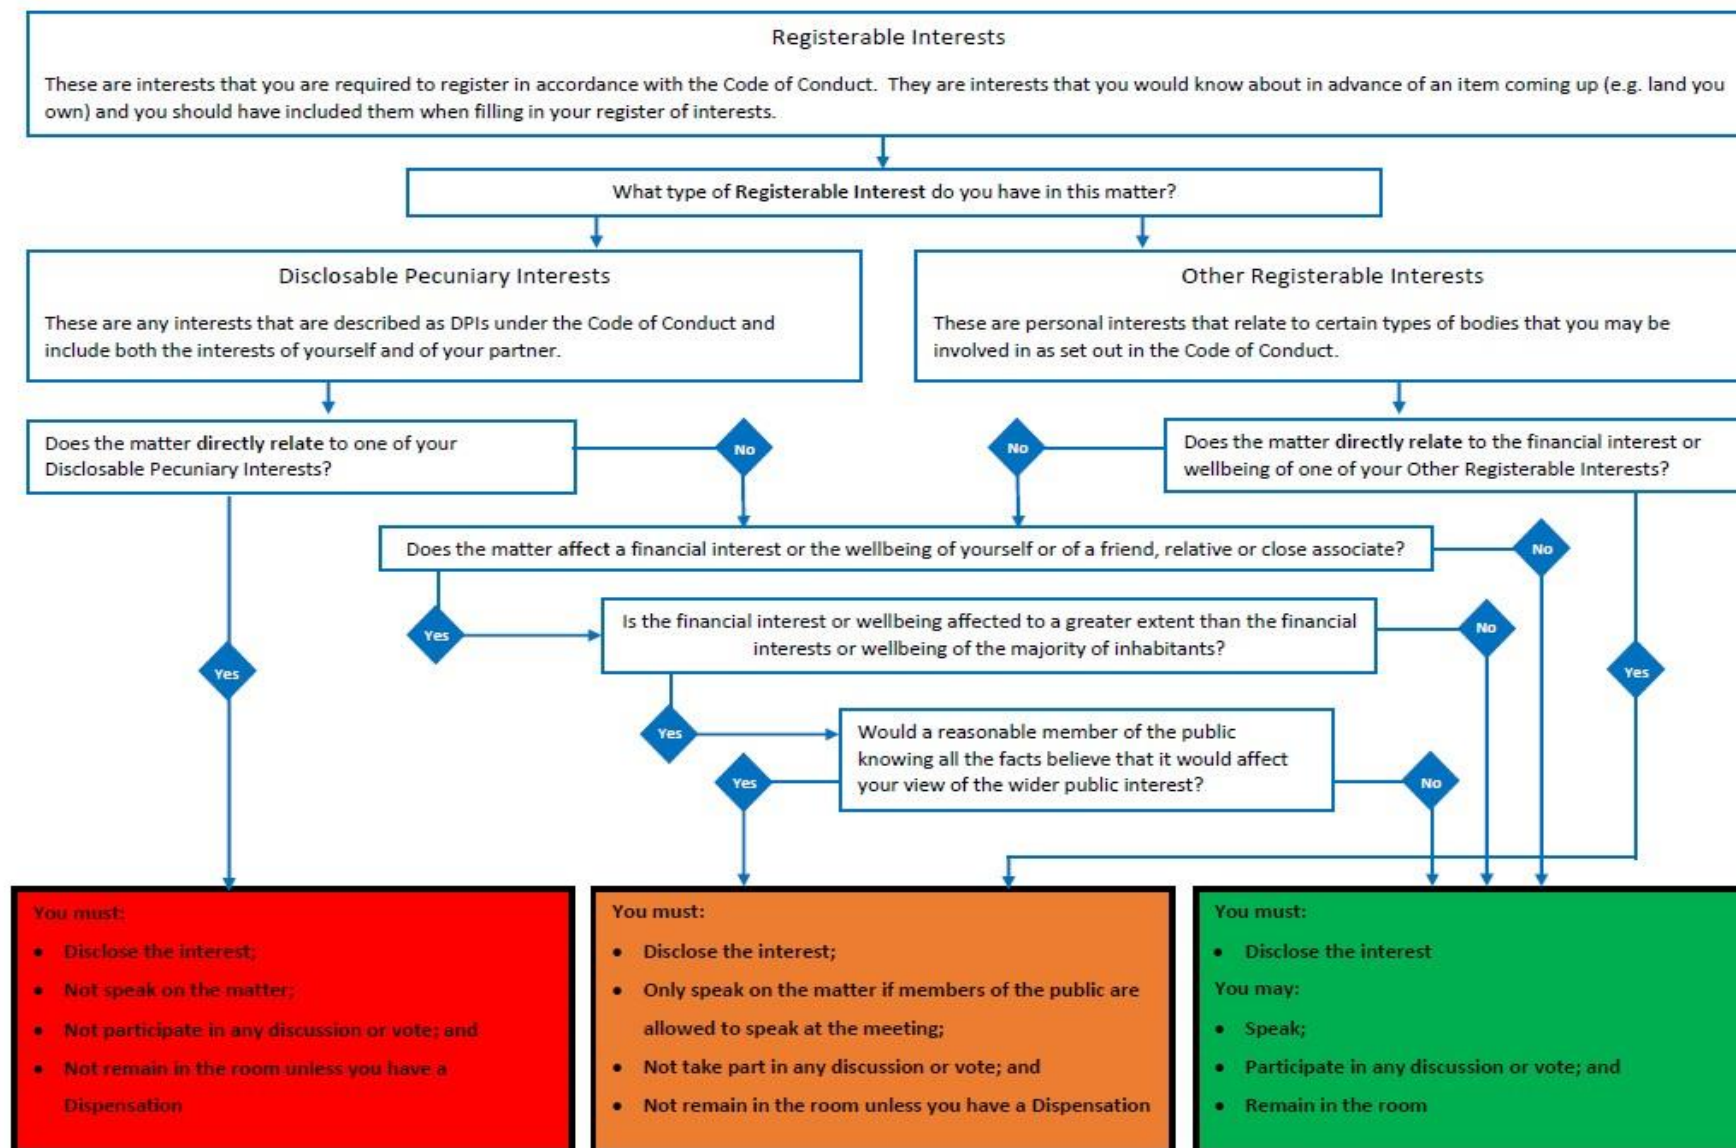 Registerable Interests
These are interests that you are required to register in accordance with the Code of Conduct.  They are interests that you would know about in advance of an item coming up (e.g. land you
own) and you should have included them when filling in your register of interests.
What type of Registerable Interest do you have in this matter?
Disclosable Pecuniary Interests
These are any interests that are described as DPIs under the Code of Conduct and
include both the interests of yourself and of your partner.
Other Registerable Interests
These are personal interests that relate to certain types of bodies that you may be
involved in as set out in the Code of Conduct.
Does the matter directly relate to one of your
Disclosable Pecuniary Interests?
No
No
Does the matter directly relate to the financial interest or
wellbeing of one of your Other Registerable Interests?
Does the matter affect a financial interest or the wellbeing of yourself or of a friend, relative or close associate?
No
Yes
Is the financial interest or wellbeing affected to a greater extent than the financial
interests or wellbeing of the majority of inhabitants?
No
Yes
Yes
Yes
Would a reasonable member of the public
knowing all the facts believe that it would affect
your view of the wider public interest?
Yes
No
You must:
• Disclose the interest;
• Not speak on the matter;
• Not participate in any discussion or vote; and
• Not remain in the room unless you have a
Dispensation
You must:
• Disclose the interest;
• Only speak on the matter if members of the public are
allowed to speak at the meeting;
• Not take part in any discussion or vote; and
• Not remain in the room unless you have a Dispensation
You must:
• Disclose the interest
You may:
• Speak;
• Participate in any discussion or vote; and
• Remain in the room